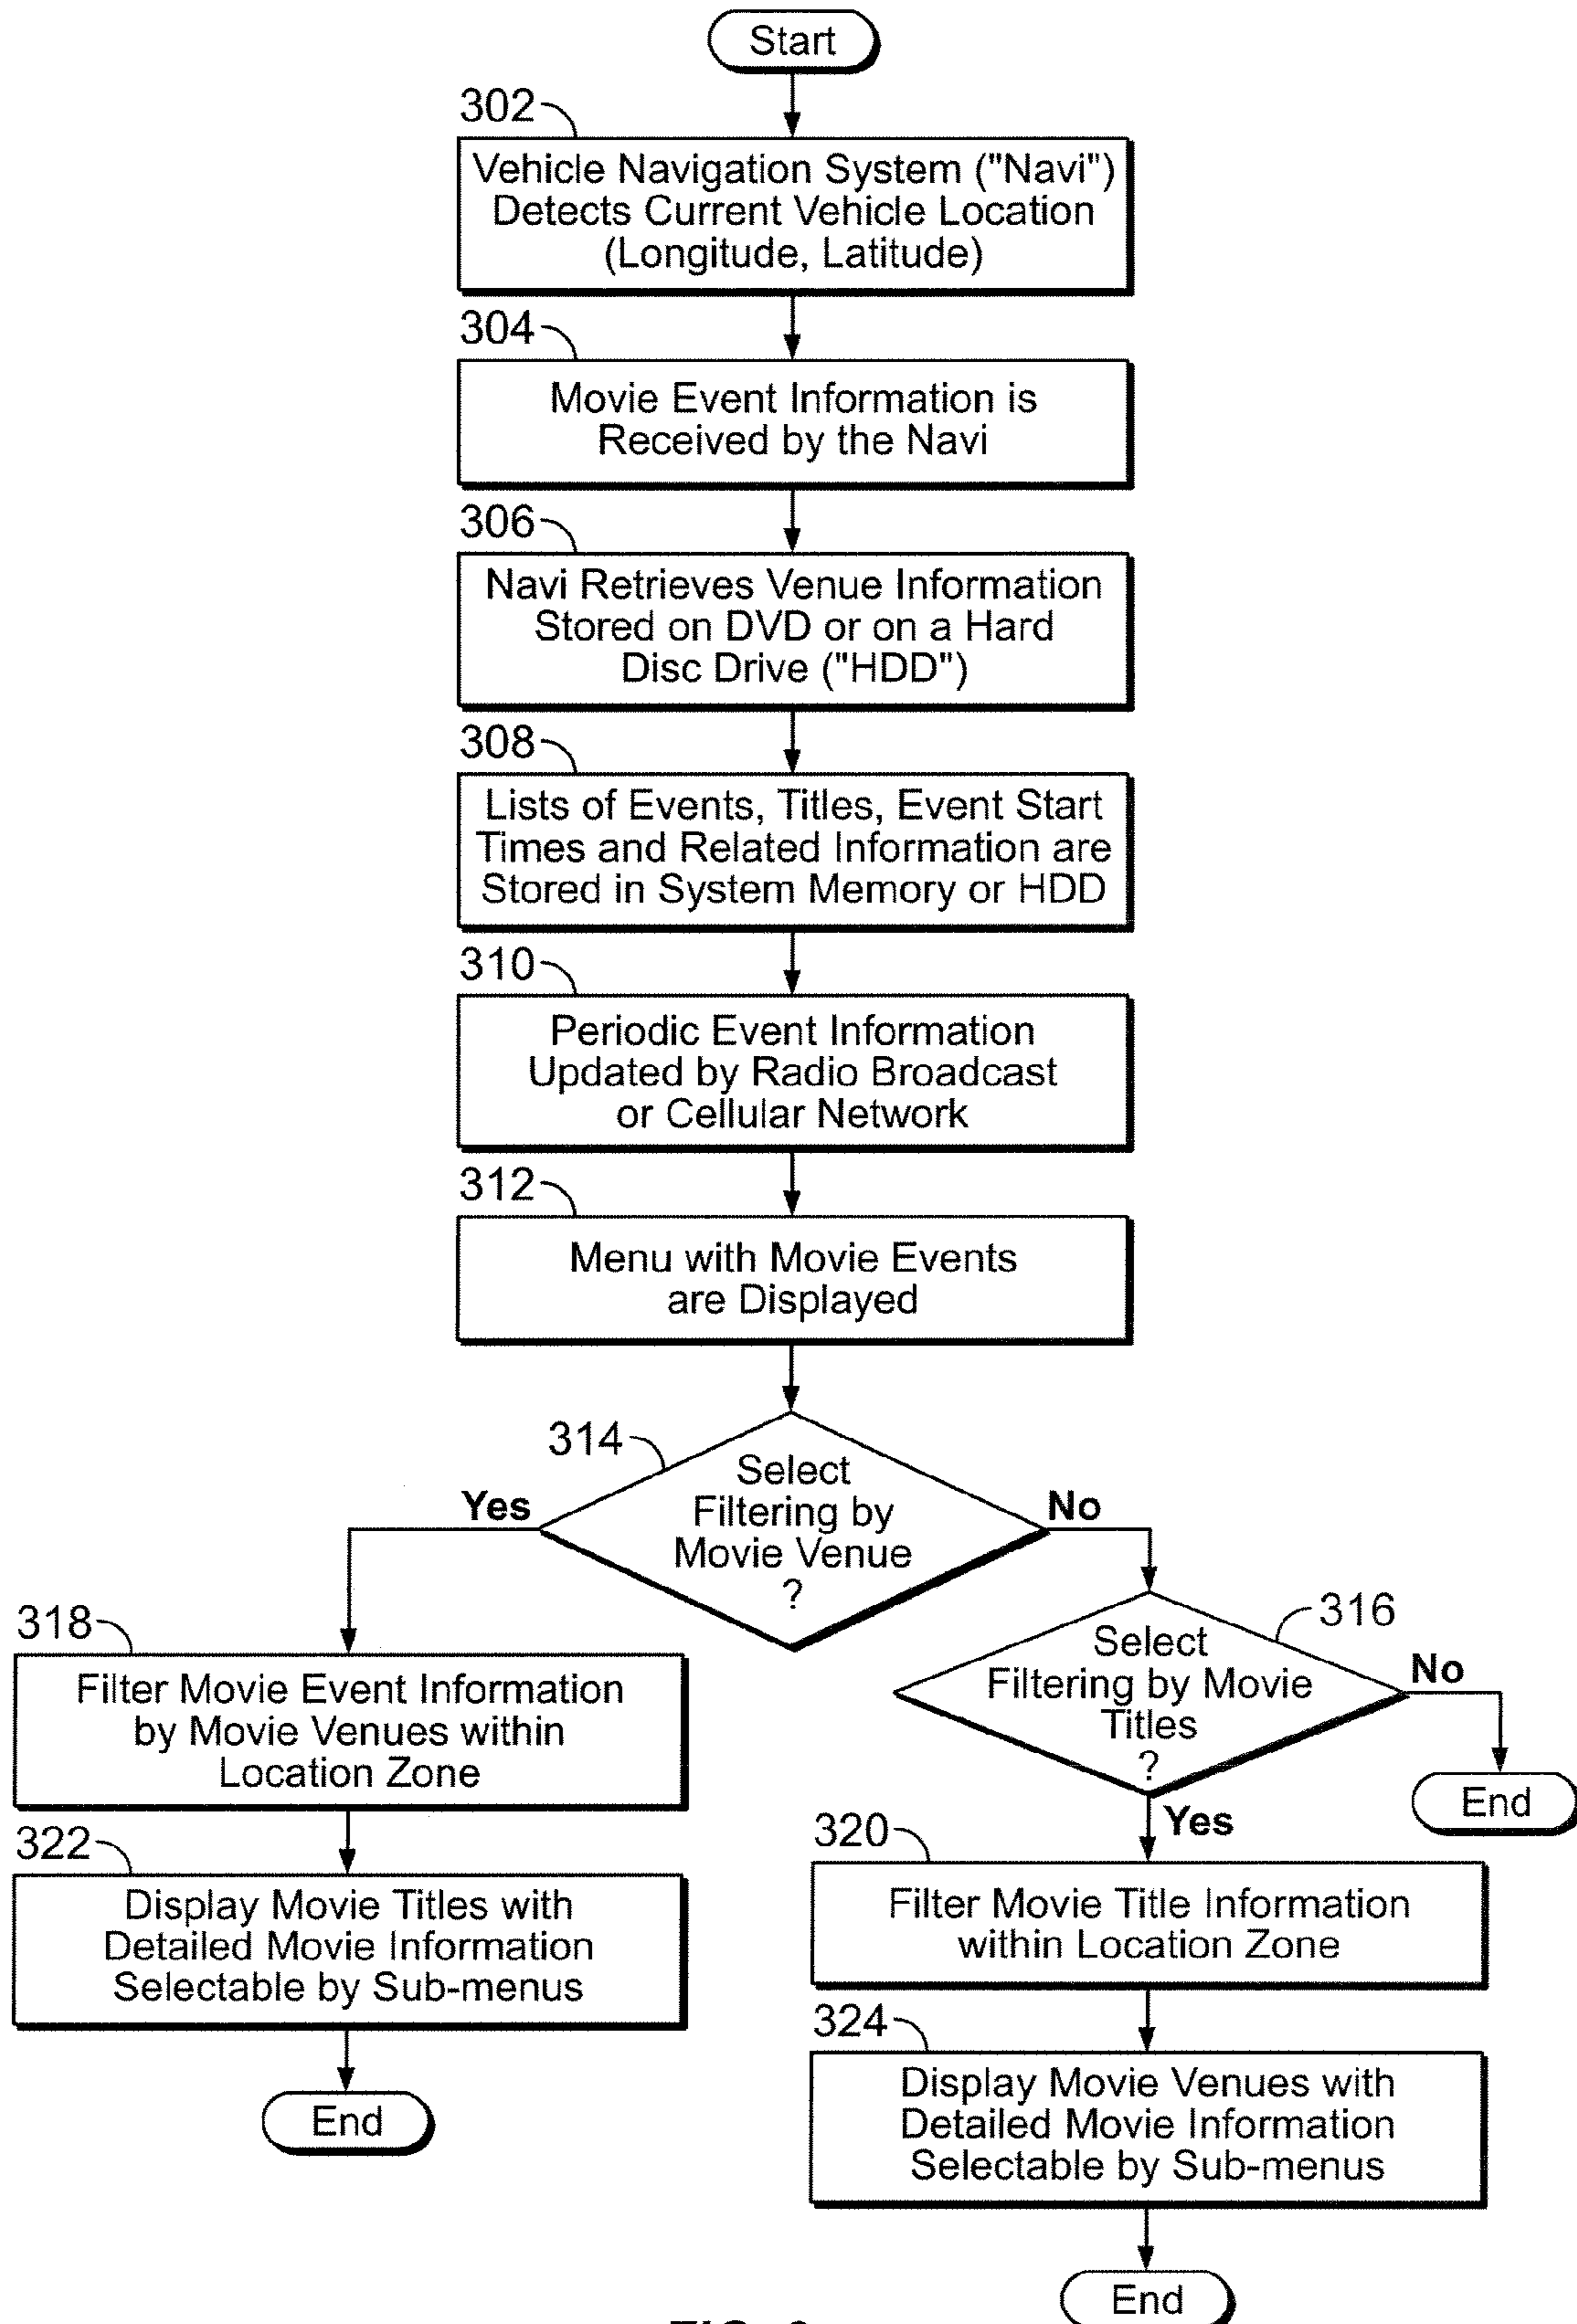 Start
302
Vehicle Navigation System ("Navi")
Detects Current Vehicle Location
(Longitude, Latitude)
304
Movie Event Information is
Received by the Navi
306
Navi Retrieves Venue Information
Stored on DVD or on a Hard
Disc Drive ("HDD")
308
Lists of Events, Titles, Event Start
Times and Related Information are
Stored in System Memory or HDD
310
Periodic Event Information
Updated by Radio Broadcast
or Cellular Network
312
Menu with Movie Events
are Displayed
314
Select
Filtering by
Movie Venue
?
Yes
No
316
Select
Filtering by Movie
Titles
?
No
End
Yes
318
Filter Movie Event Information
by Movie Venues within
Location Zone
322
Display Movie Titles with
Detailed Movie Information
Selectable by Sub-menus
End
320
Filter Movie Title Information
within Location Zone
324
Display Movie Venues with
Detailed Movie Information
Selectable by Sub-menus
End